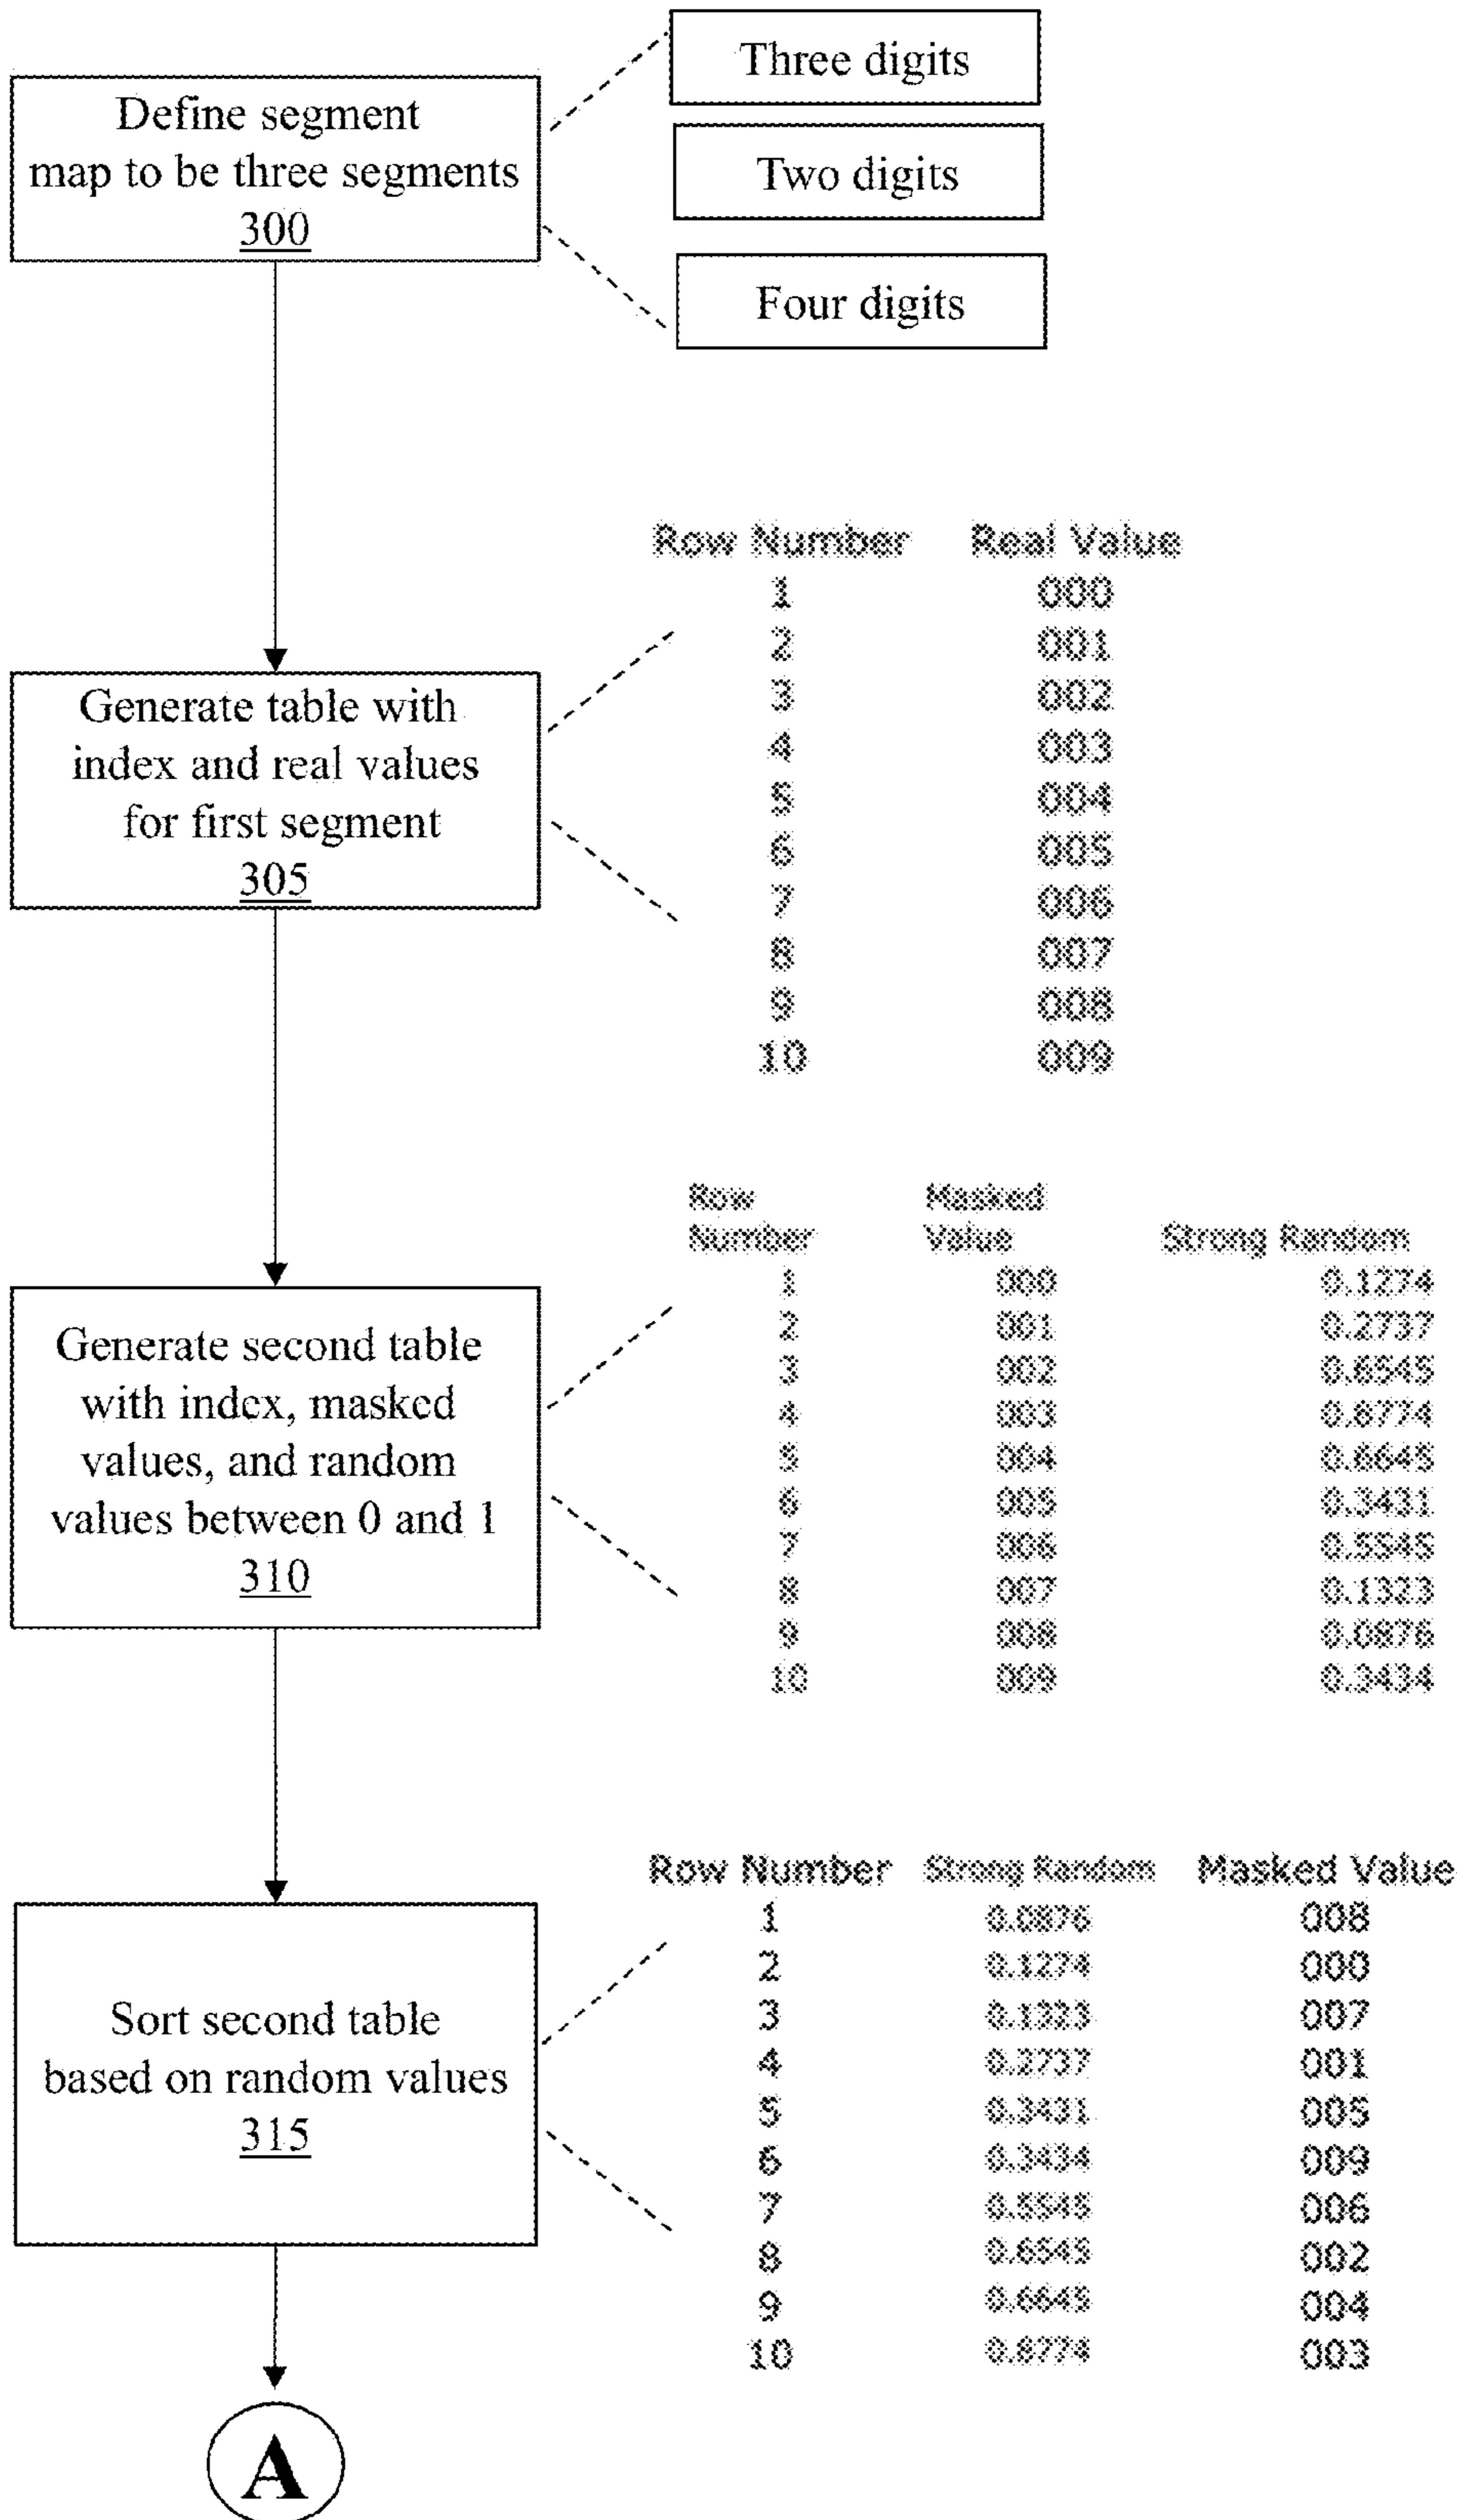 Three digits
Define segment
map to be three segments
300
Two digits
Four digits
Row Number Real Value
1 000
2 001
3 002
4 003
5 004
6 005
7 006
8 007
9 008
10 009
Generate table with
index and real values
for first segment
305
Row Masked
Number Value Strong Random
1 000 0.1274
2 001 0.2737
3 002 0.6545
4 003 0.8774
5 004 0.6645
6 005 0.3431
7 006 0.5545
8 007 0.1323
9 008 0.0876
10 009 0.3434
Generate second table
with index, masked
values, and random
values between 0 and 1
310
Row Number Strong Random Masked Value
1 0.0876 008
2 0.1274 000
3 0.1323 007
4 0.2737 001
5 0.3431 005
6 0.3434 009
7 0.5545 006
8 0.6545 002
9 0.6645 004
10 0.8774 003
Sort second table
based on random values
315
A